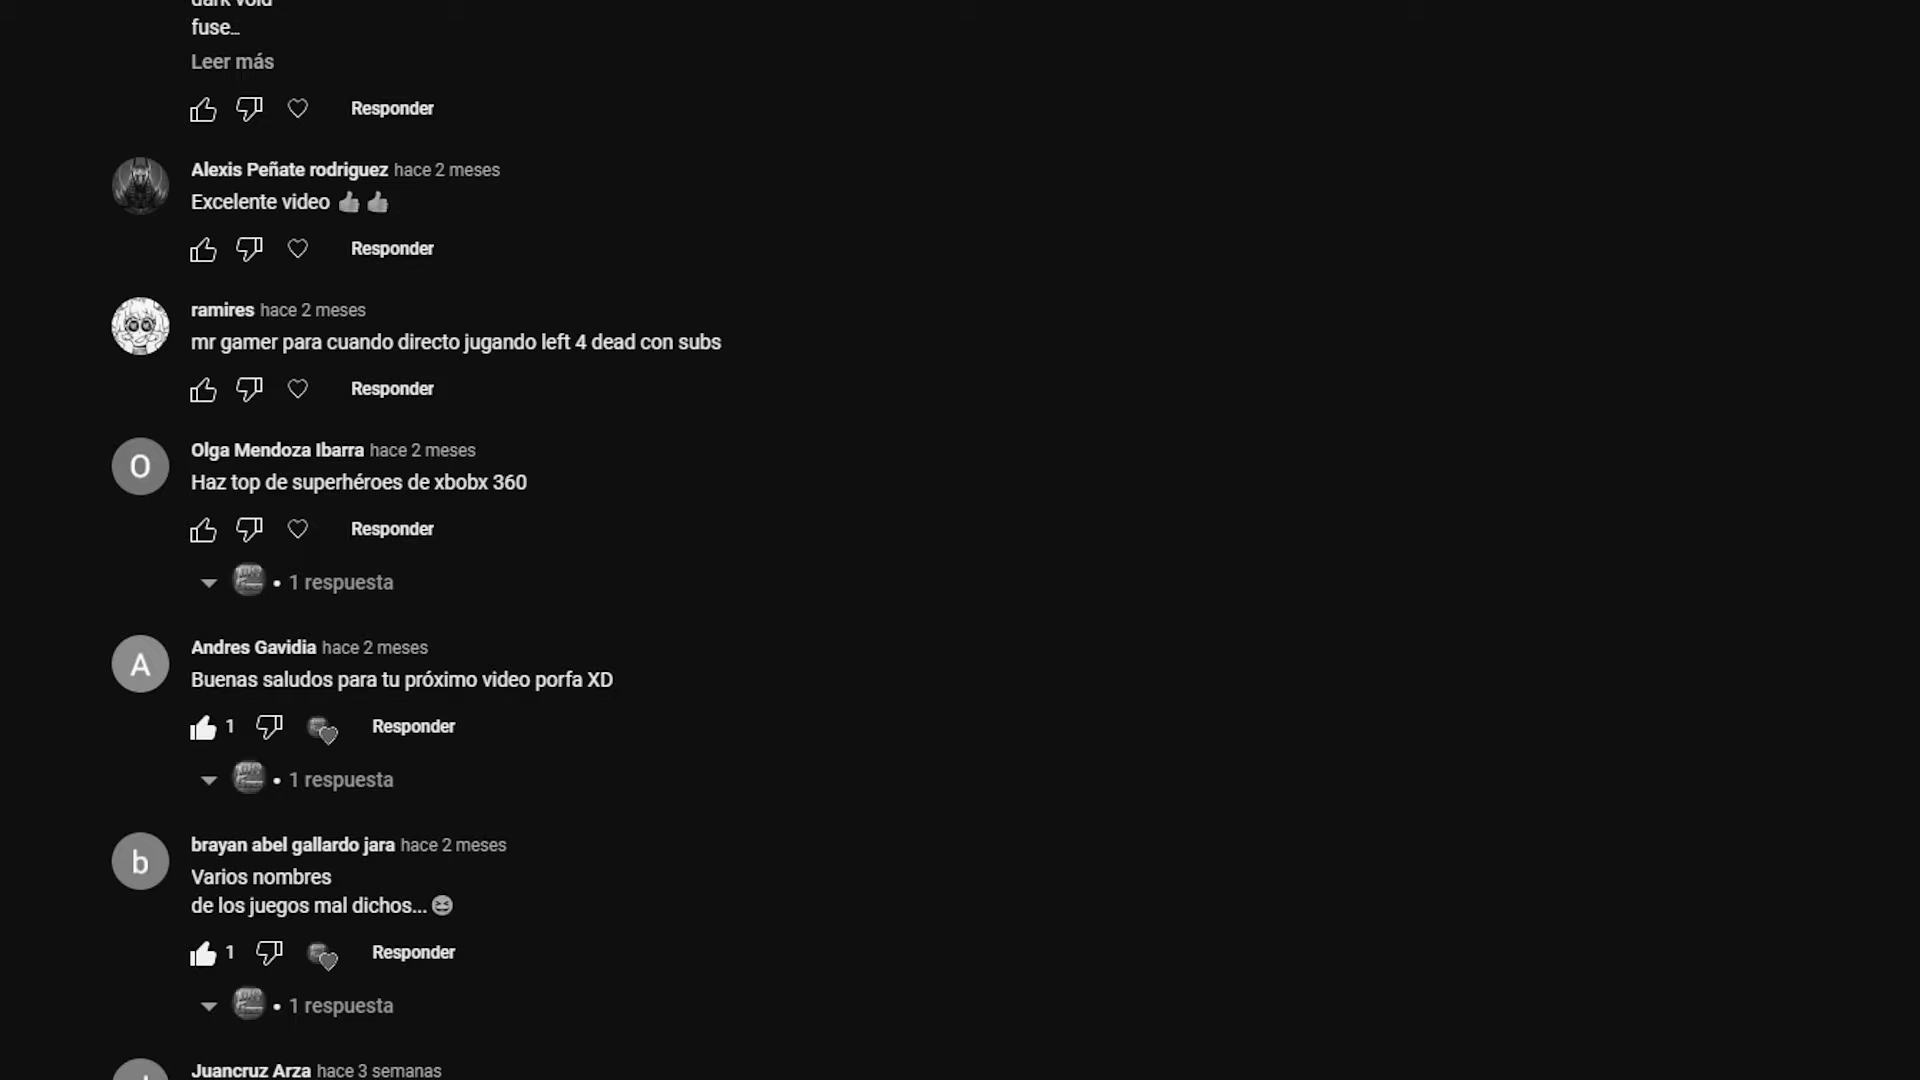 dark void
fuse...
Leer más
Responder
Alexis Peñate rodriguez hace 2 meses
Excelente video 👍 👍
Responder
ramires hace 2 meses
mr gamer para cuando directo jugando left 4 dead con subs
Responder
O
Olga Mendoza Ibarra hace 2 meses
Haz top de superhéroes de xbobx 360
Responder
• 1 respuesta
A
Andres Gavidia hace 2 meses
Buenas saludos para tu próximo video porfa XD
1 Responder
• 1 respuesta
b
brayan abel gallardo jara hace 2 meses
Varios nombres
de los juegos mal dichos... 😆
1 Responder
• 1 respuesta
Juancruz Arza hace 3 semanas